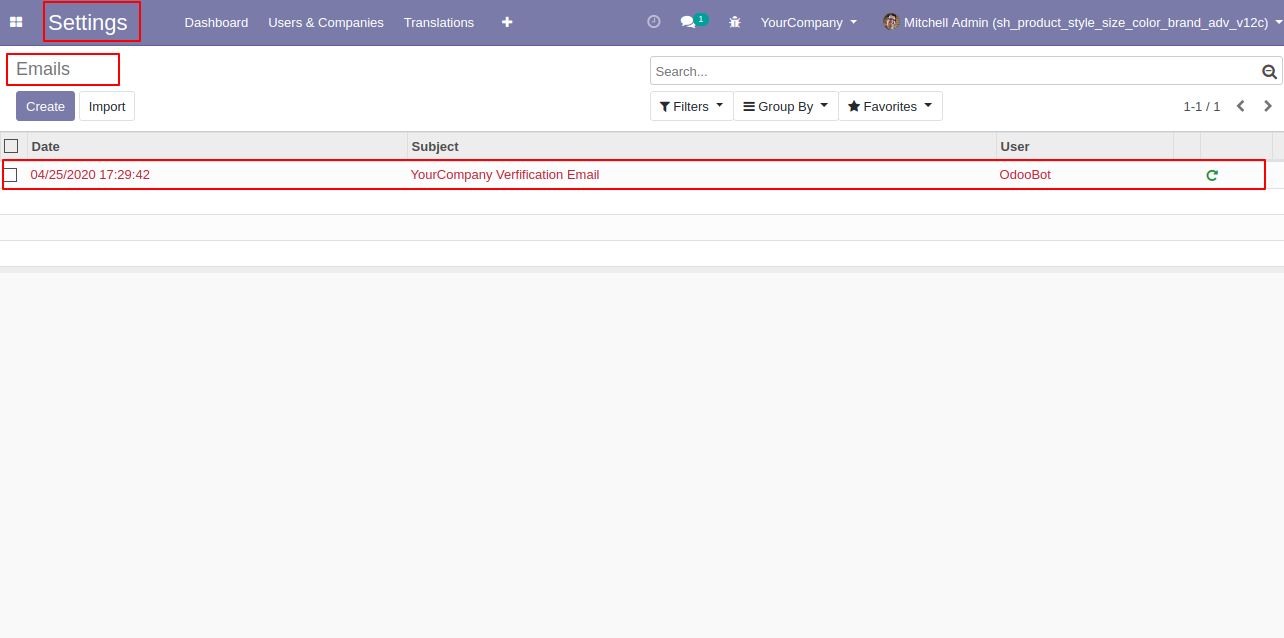 Settings Dashboard Users & Companies Translations 1 YourCompany Mitchell Admin (sh_product_style_size_color_brand_adv_v12c)
Emails Search...
Create Import Filters Group By Favorites 1-1 / 1
Date Subject User
04/25/2020 17:29:42 YourCompany Verfification Email OdooBot